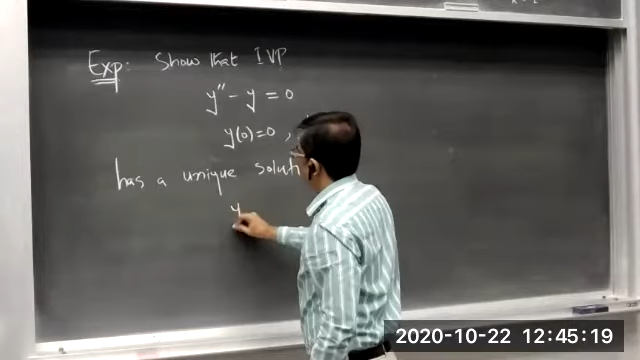 Exp: Show that IVP
y'' - y = 0
y(0) = 0 ,
has a unique soluti
y
2020-10-22 12:45:19